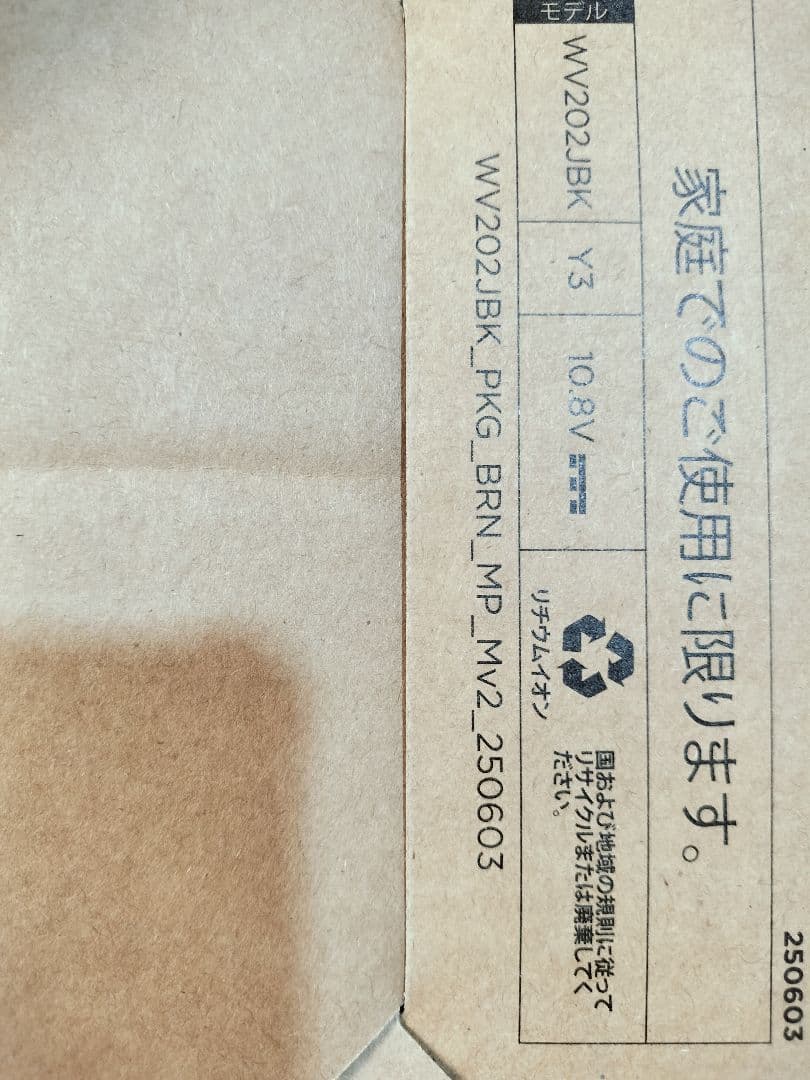 家庭でのご使用に限ります。
モデル
WV202JBK
Y3
10.8V
リチウムイオン
国および地域の規則に従って
リサイクルまたは廃棄してく
ださい。
WV202JBK_PKG_BRN_MP_Mv2_250603
250603